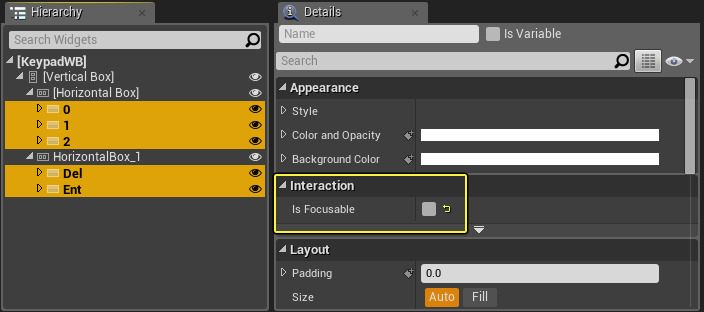 Hierarchy
Search Widgets
[KeypadWB]
[Vertical Box]
[Horizontal Box]
0
1
2
HorizontalBox_1
Del
Ent
Details
Name
Is Variable
Search
Appearance
Style
Color and Opacity
Background Color
Interaction
Is Focusable
Layout
Padding
0.0
Size
Auto
Fill